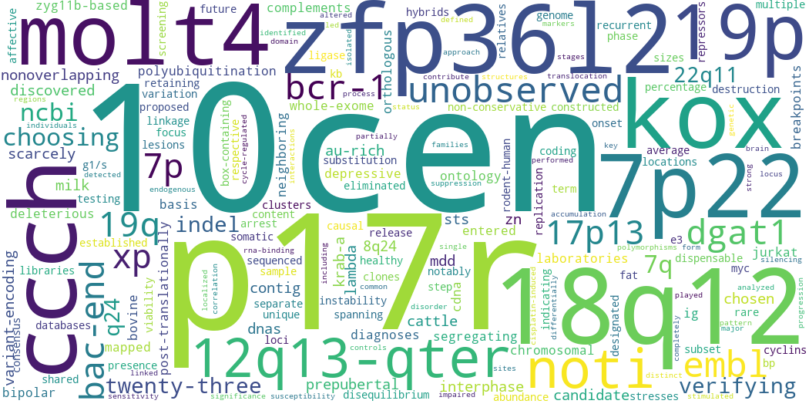 zyg11b-based
future
altered
defined
complements
hybrids
genome
recurrent
multiple
affective
molt4
zfp36l2
19p
screening
identified
domain
isolated
approach
markers
relatives
phase
repressors
stages
ligase
kb
nonoverlapping
polyubiquitination
bcr-1
unobserved
orthologous
contribute
structures
translocation
sizes
22q11
destruction
discovered
retaining
variation
whole-exome
process
status
non-conservative
constructed
percentage
breakpoints
regions
ncbi
proposed
individuals
linkage
focus
lesions
choosing
scarcely
g1/s
detected
7p
10cen
kox
box-containing
respective
cycle-regulated
neighboring
interactions
au-rich
substitution
partially
depressive
eliminated
families
suppression
ontology
term
rodent-human
replication
coding
onset
key
average
performed
locations
brain
strong
locus
genetic
cccch
milk
testing
endogenous
basis
deleterious
7p22
19q
indel
clusters
content
arrest
causal
sts
zn
release
entered
accumulation
17p13
dgat1
polymorphisms
form
established
xp
post-translationally
somatic
rna-binding
sequenced
sample
including
krab-a
lambda
8q24
healthy
single
mdd
clones
notably
step
cdna
fat
laboratories
7q
e3
dispensable
silencing
myc
jurkat
libraries
variant-encoding
consensus
bac-end
q24
viability
bovine
databases
mapped
presence
loci
shared
linked
bipolar
sensitivity
twenty-three
p17r
localized
correlation
contig
separate
unique
dnas
instability
common
spanning
disorder
diagnoses
controls
cattle
segregating
differentially
cisplatin-induced
indicating
18q12
designated
played
completely
ig
chosen
rare
analyzed
pattern
major
subset
cyclins
bp
progression
12q13-qter
chromosomal
noti
embl
distinct
verifying
candidate
stresses
stimulated
significance
susceptibility
prepubertal
disequilibrium
interphase
sites
abundance
impaired